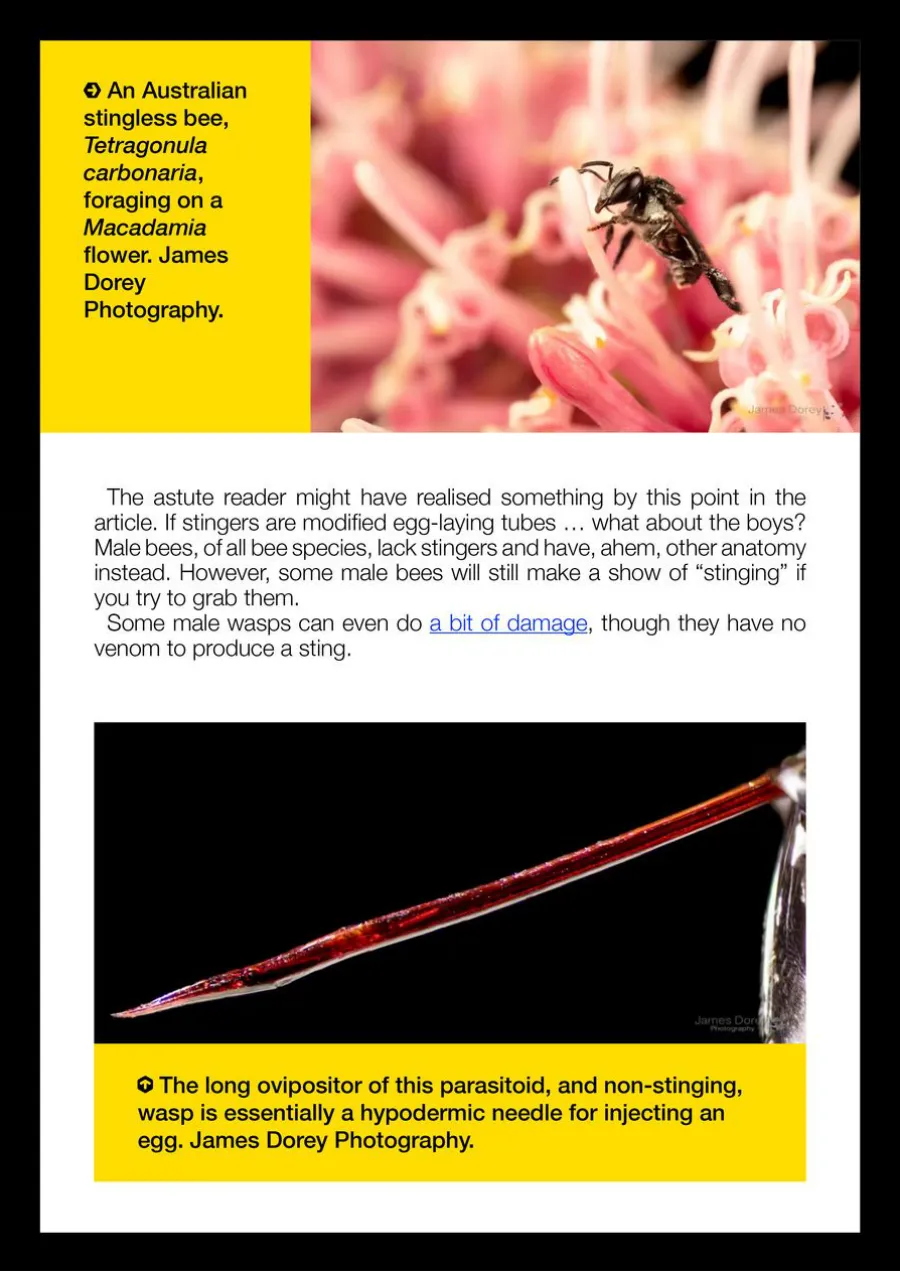 An Australian
stingless bee,
Tetragonula
carbonaria,
foraging on a
Macadamia
flower. James
Dorey
Photography.
James Dorey
The astute reader might have realised something by this point in the
article. If stingers are modified egg-laying tubes … what about the boys?
Male bees, of all bee species, lack stingers and have, ahem, other anatomy
instead. However, some male bees will still make a show of “stinging” if
you try to grab them.
Some male wasps can even do a bit of damage, though they have no
venom to produce a sting.
James Dorey
Photography
The long ovipositor of this parasitoid, and non-stinging,
wasp is essentially a hypodermic needle for injecting an
egg. James Dorey Photography.